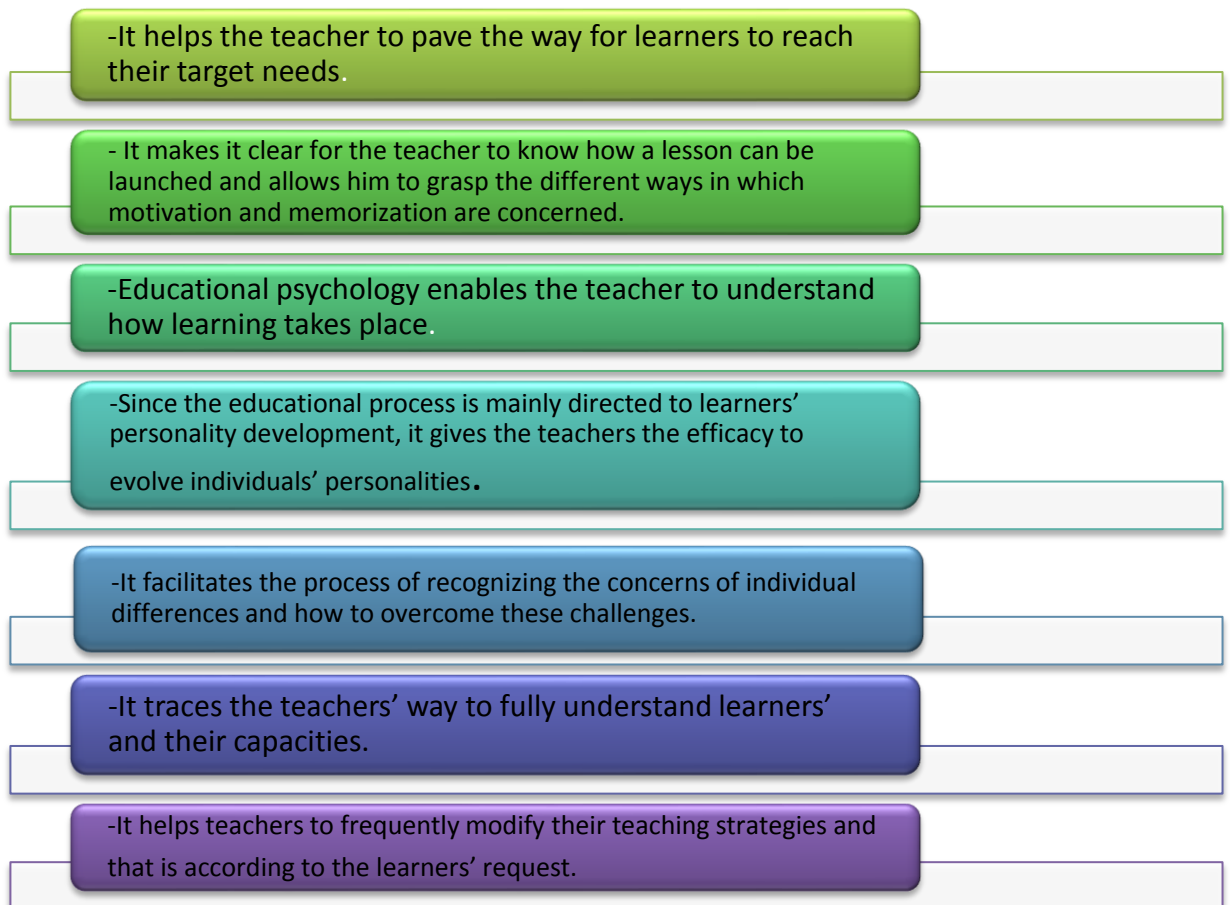 -It helps the teacher to pave the way for learners to reach
their target needs.
- It makes it clear for the teacher to know how a lesson can be
launched and allows him to grasp the different ways in which
motivation and memorization are concerned.
-Educational psychology enables the teacher to understand
how learning takes place.
-Since the educational process is mainly directed to learners’
personality development, it gives the teachers the efficacy to
evolve individuals’ personalities.
-It facilitates the process of recognizing the concerns of individual
differences and how to overcome these challenges.
-It traces the teachers’ way to fully understand learners’
and their capacities.
-It helps teachers to frequently modify their teaching strategies and
that is according to the learners’ request.